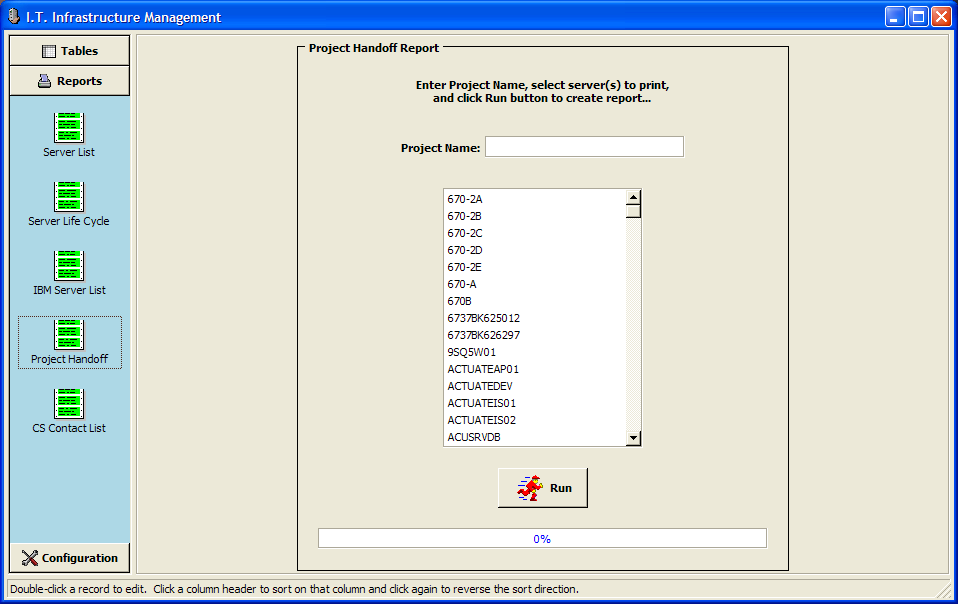 I.T. Infrastructure Management
Tables
Reports
Server List
Server Life Cycle
IBM Server List
Project Handoff
CS Contact List
Configuration
Project Handoff Report
Enter Project Name, select server(s) to print,
and click Run button to create report...
Project Name:
670-2A
670-2B
670-2C
670-2D
670-2E
670-A
670B
6737BK625012
6737BK626297
9SQ5W01
ACTUATEAP01
ACTUATEDEV
ACTUATEIS01
ACTUATEIS02
ACUSRVDB
Run
0%
Double-click a record to edit.  Click a column header to sort on that column and click again to reverse the sort direction.